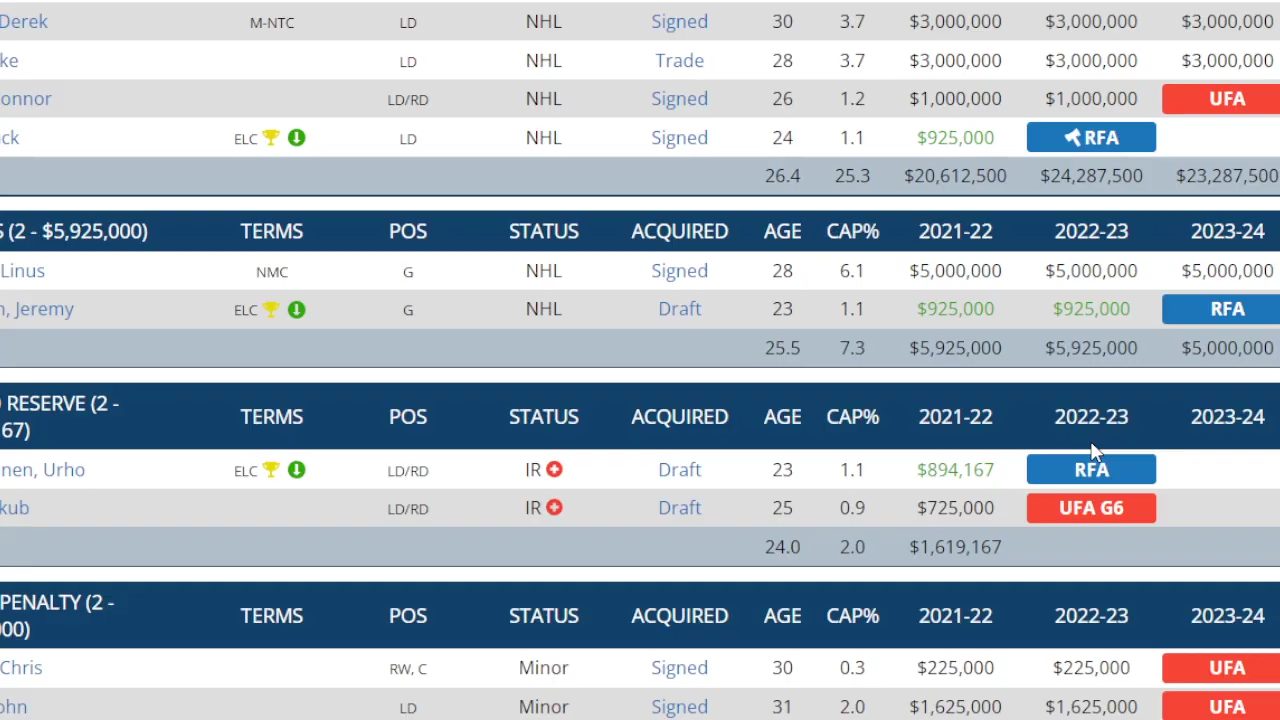 Derek M-NTC LD NHL Signed 30 3.7 $3,000,000 $3,000,000 $3,000,000
ke LD NHL Trade 28 3.7 $3,000,000 $3,000,000 $3,000,000
onnor LD/RD NHL Signed 26 1.2 $1,000,000 $1,000,000 UFA
ck ELC LD NHL Signed 24 1.1 $925,000 RFA
26.4 25.3 $20,612,500 $24,287,500 $23,287,500
S (2 - $5,925,000) TERMS POS STATUS ACQUIRED AGE CAP% 2021-22 2022-23 2023-24
Linus NMC G NHL Signed 28 6.1 $5,000,000 $5,000,000 $5,000,000
n, Jeremy ELC G NHL Draft 23 1.1 $925,000 $925,000 RFA
25.5 7.3 $5,925,000 $5,925,000 $5,000,000
RESERVE (2 -
67) TERMS POS STATUS ACQUIRED AGE CAP% 2021-22 2022-23 2023-24
nen, Urho ELC LD/RD IR Draft 23 1.1 $894,167 RFA
kub LD/RD IR Draft 25 0.9 $725,000 UFA G6
24.0 2.0 $1,619,167
PENALTY (2 -
000) TERMS POS STATUS ACQUIRED AGE CAP% 2021-22 2022-23 2023-24
Chris RW, C Minor Signed 30 0.3 $225,000 $225,000 UFA
ohn LD Minor Signed 31 2.0 $1,625,000 $1,625,000 UFA